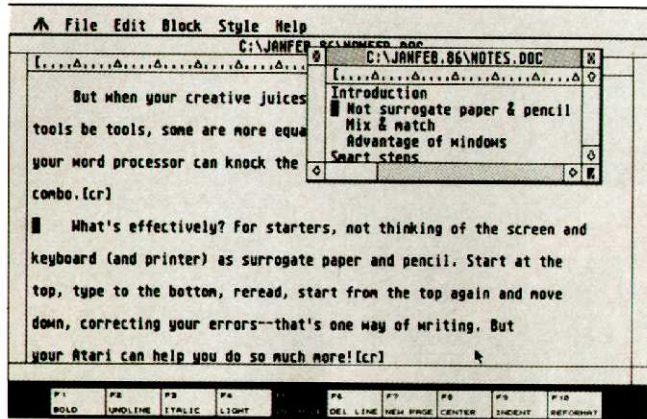 File Edit Block Style Help
C:\JANFEB.86\NOTES.DOC
Introduction
Not surrogate paper & pencil
Mix & match
Advantage of windows
Smart steps
But when your creative juices
tools be tools, some are more equa
your word processor can knock the
combo.[cr]
What's effectively? For starters, not thinking of the screen and
keyboard (and printer) as surrogate paper and pencil. Start at the
top, type to the bottom, reread, start from the top again and move
down, correcting your errors--that's one way of writing. But
your Atari can help you do so much more![cr]
F1 F2 F3 F4 F6 F7 F8 F9 F10
BOLD UNDLINE ITALIC LIGHT DEL LINE NEW PAGE CENTER INDENT REFORMAT